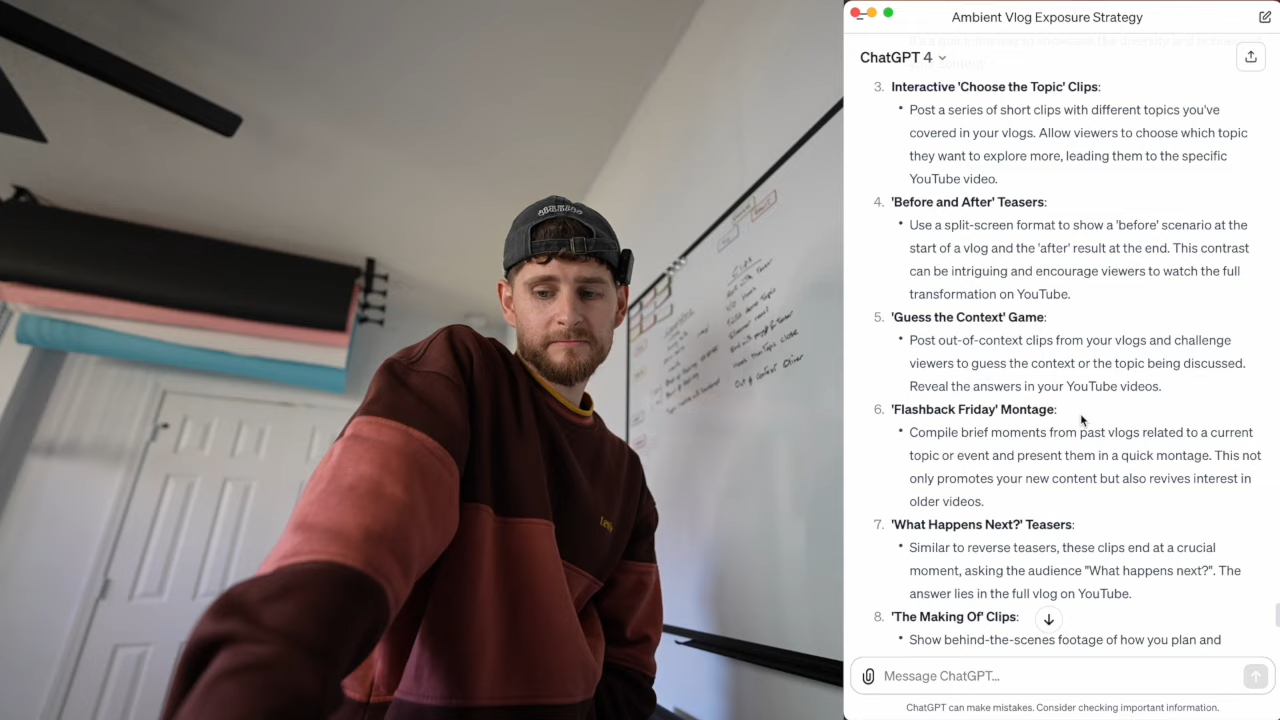 Ambient Vlog Exposure Strategy
ChatGPT 4
3. Interactive 'Choose the Topic' Clips:
• Post a series of short clips with different topics you've
covered in your vlogs. Allow viewers to choose which topic
they want to explore more, leading them to the specific
YouTube video.
4. 'Before and After' Teasers:
• Use a split-screen format to show a 'before' scenario at the
start of a vlog and the 'after' result at the end. This contrast
can be intriguing and encourage viewers to watch the full
transformation on YouTube.
5. 'Guess the Context' Game:
• Post out-of-context clips from your vlogs and challenge
viewers to guess the context or the topic being discussed.
Reveal the answers in your YouTube videos.
6. 'Flashback Friday' Montage:
• Compile brief moments from past vlogs related to a current
topic or event and present them in a quick montage. This not
only promotes your new content but also revives interest in
older videos.
7. 'What Happens Next?' Teasers:
• Similar to reverse teasers, these clips end at a crucial
moment, asking the audience "What happens next?". The
answer lies in the full vlog on YouTube.
8. 'The Making Of' Clips:
• Show behind-the-scenes footage of how you plan and
Message ChatGPT...
ChatGPT can make mistakes. Consider checking important information.
Levi's
Out of Context